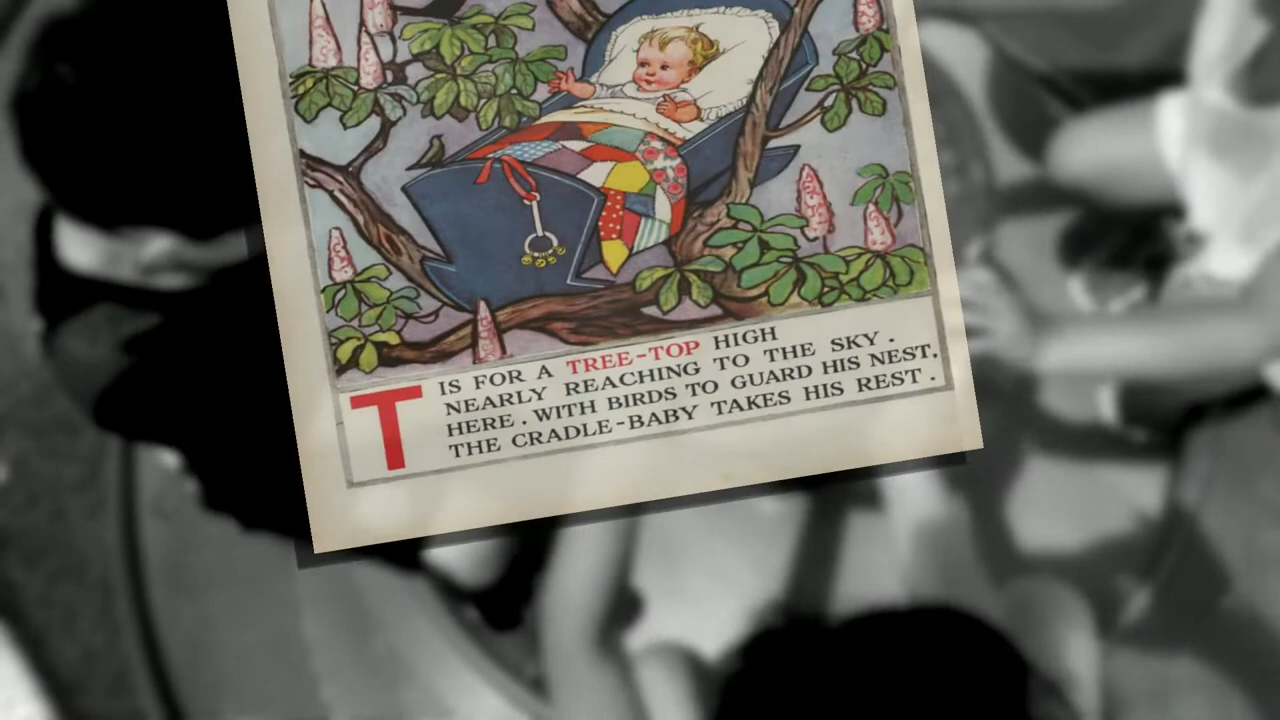 T IS FOR A TREE-TOP HIGH
NEARLY REACHING TO THE SKY.
HERE. WITH BIRDS TO GUARD HIS NEST,
THE CRADLE-BABY TAKES HIS REST.